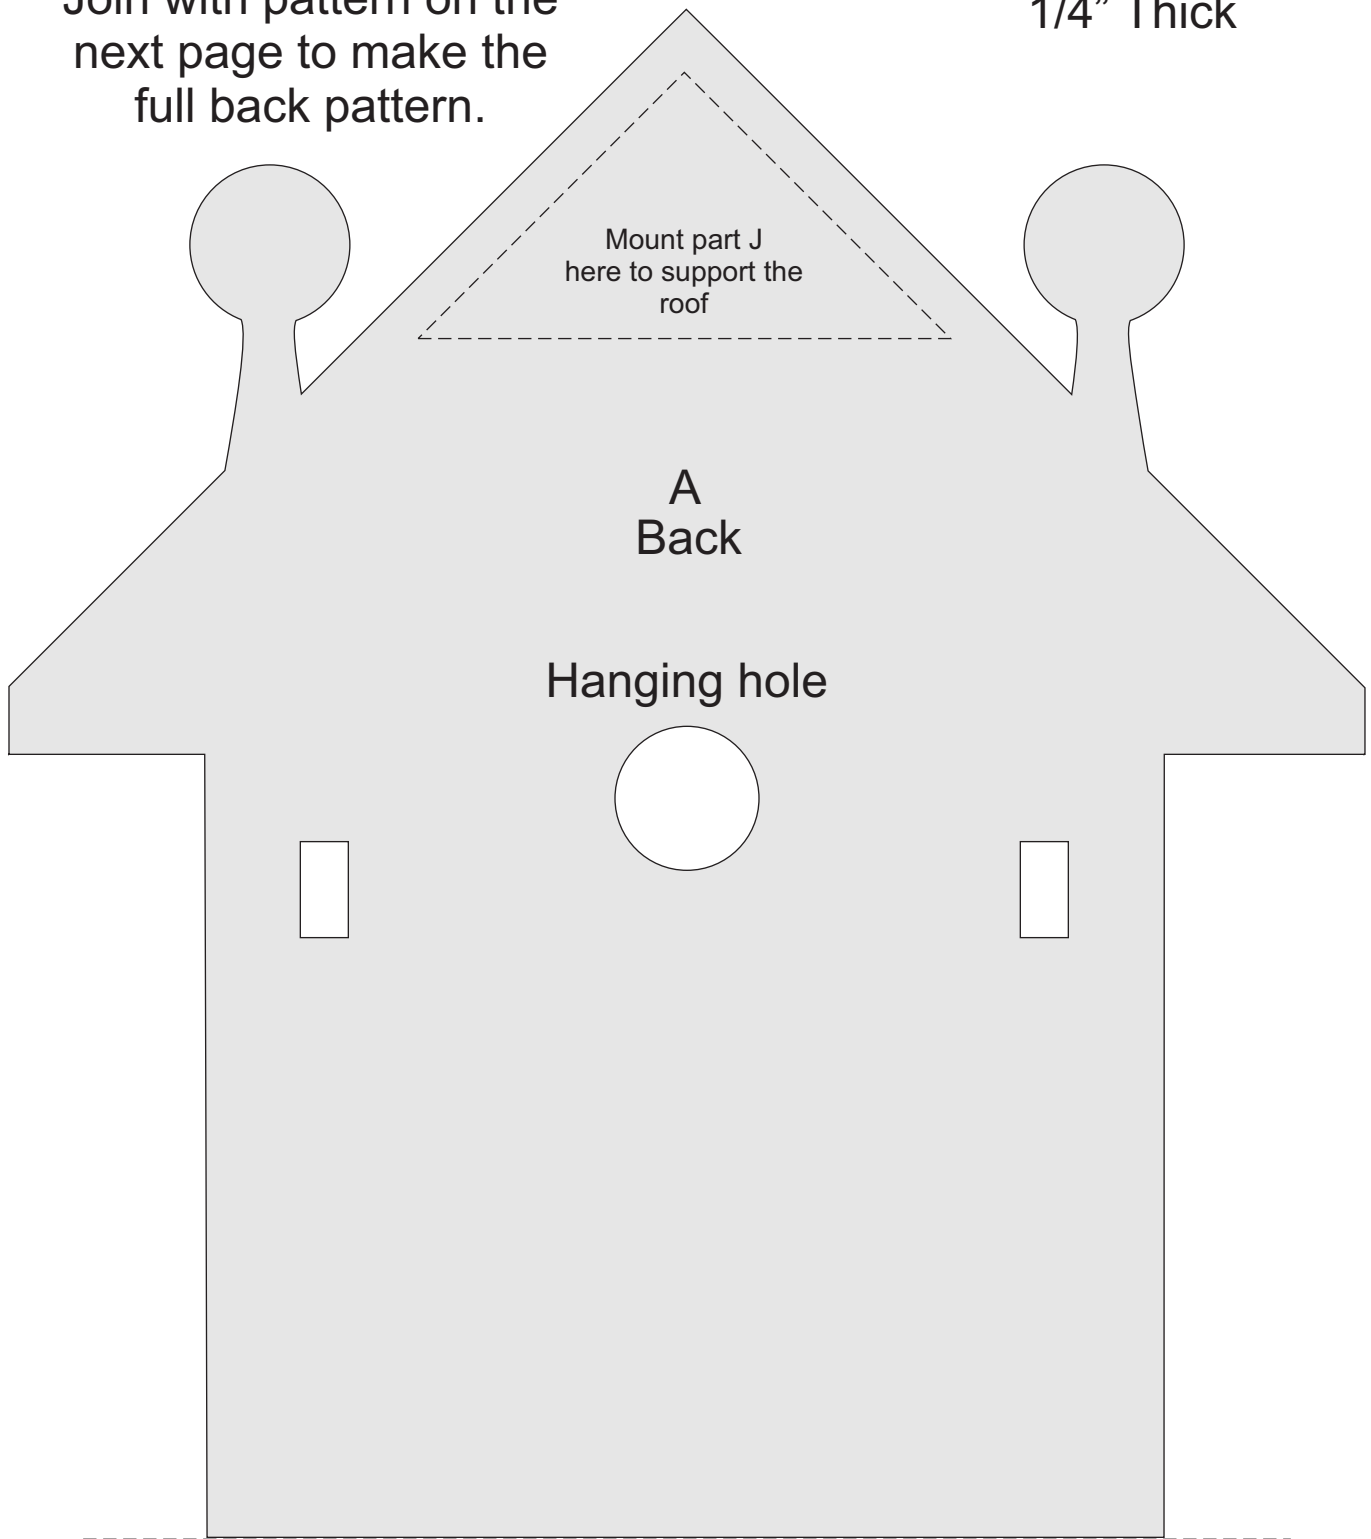 Join with pattern on the
next page to make the
full back pattern.
1/4” Thick
Mount part J
here to support the
roof
A
Back
Hanging hole